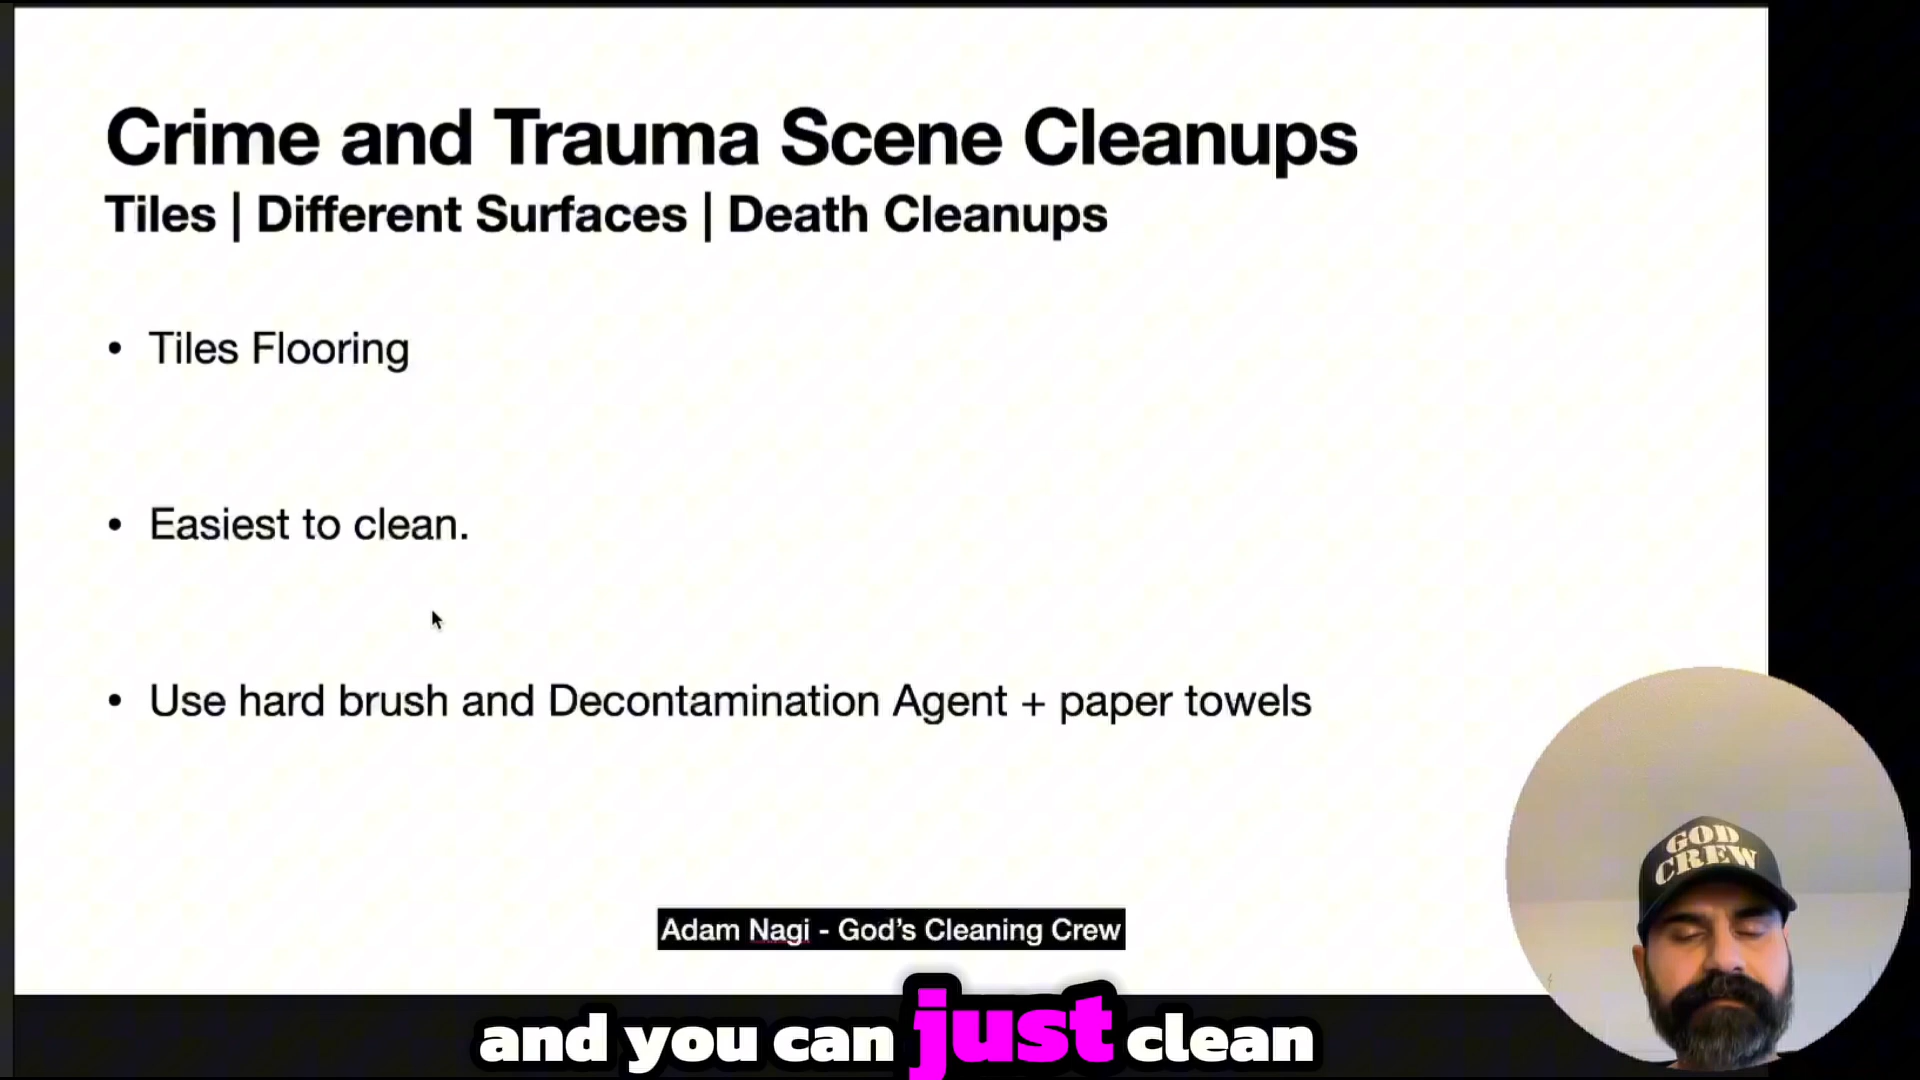 Crime and Trauma Scene Cleanups
Tiles | Different Surfaces | Death Cleanups
• Tiles Flooring
• Easiest to clean.
• Use hard brush and Decontamination Agent + paper towels
GOD
CREW
Adam Nagi - God's Cleaning Crew
and you can just clean